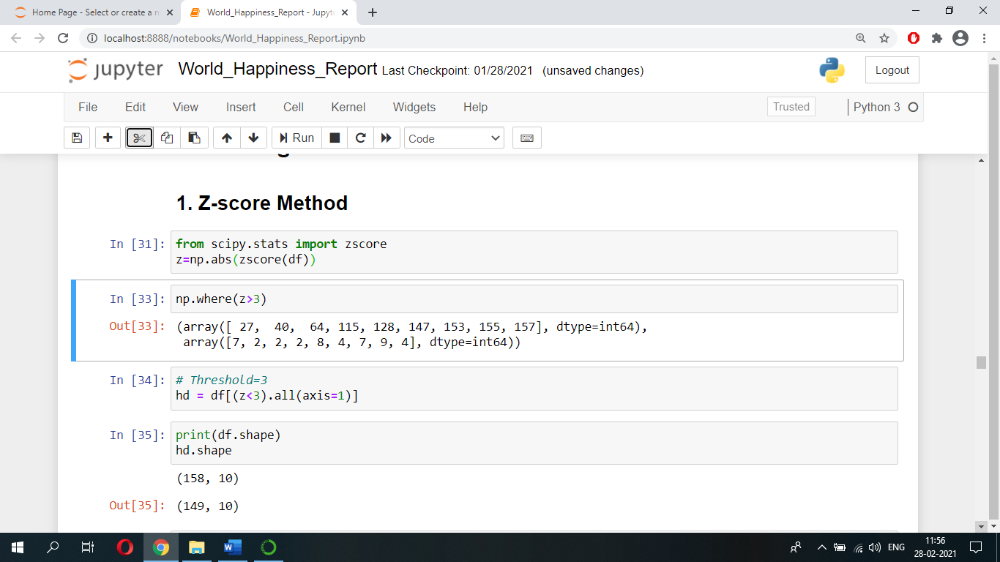 Home Page - Select or create a n
World_Happiness_Report - Jupyte
localhost:8888/notebooks/World_Happiness_Report.ipynb
jupyter World_Happiness_Report Last Checkpoint: 01/28/2021 (unsaved changes)
Logout
File Edit View Insert Cell Kernel Widgets Help
Trusted
Python 3
Run
Code
1. Z-score Method
In [31]: from scipy.stats import zscore
z=np.abs(zscore(df))
In [33]: np.where(z>3)
Out[33]: (array([ 27,  40,  64, 115, 128, 147, 153, 155, 157], dtype=int64),
array([7, 2, 2, 2, 8, 4, 7, 9, 4], dtype=int64))
In [34]: # Threshold=3
hd = df[(z<3).all(axis=1)]
In [35]: print(df.shape)
hd.shape
(158, 10)
Out[35]: (149, 10)
ENG
11:56
28-02-2021